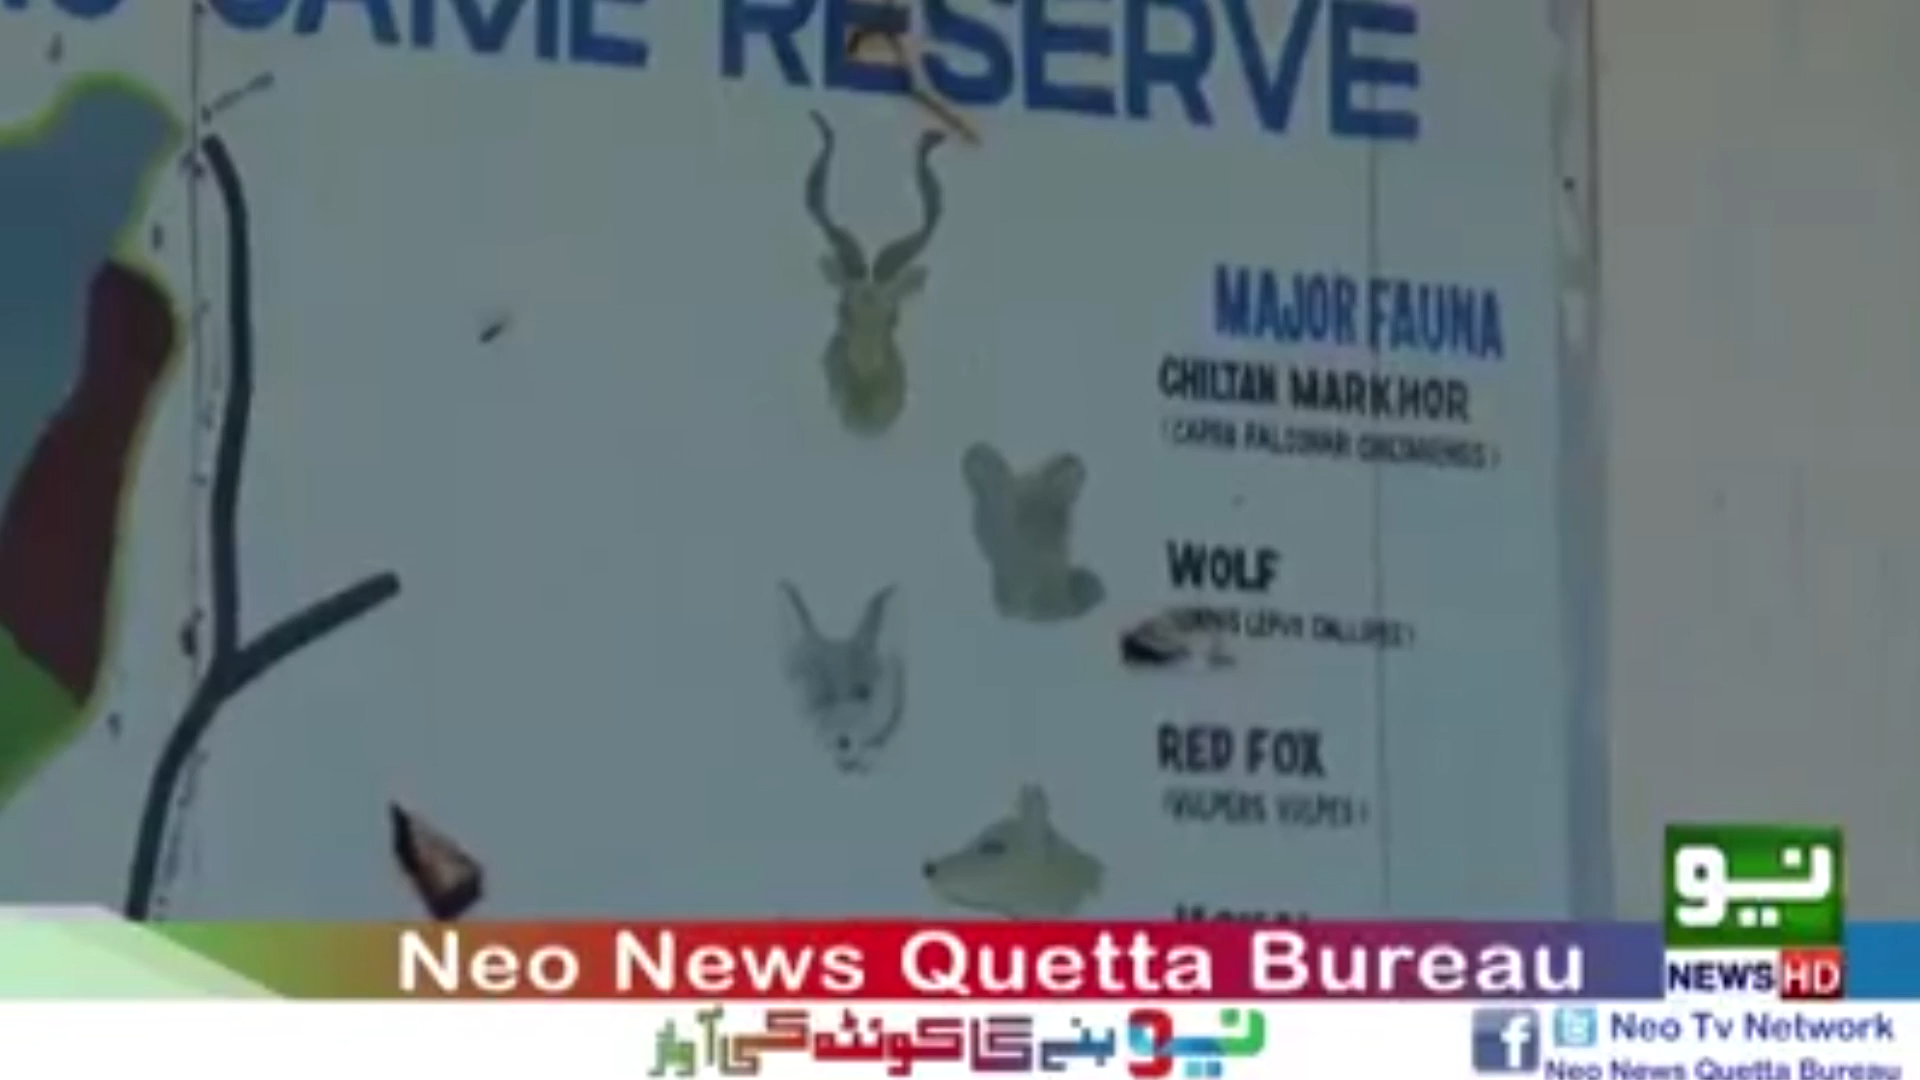 GAME RESERVE
MAJOR FAUNA
CHILTAN MARKHOR
WOLF
RED FOX
Neo News Quetta Bureau
نیو
NEWS HD
نیو بنے گا کوئٹہ کی آواز
Neo Tv Network
Neo News Quetta Bureau